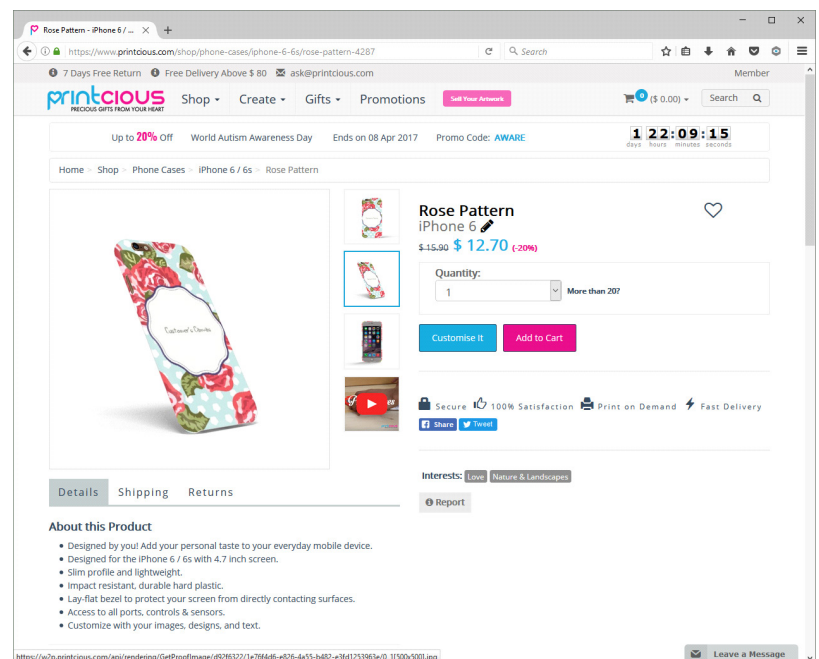 Rose Pattern - iPhone 6 / ...
https://www.printcious.com/shop/phone-cases/iphone-6-6s/rose-pattern-4287
Search
7 Days Free Return Free Delivery Above $ 80 ask@printcious.com Member
printcious
PRECIOUS GIFTS FROM YOUR HEART
Shop Create Gifts Promotions Sell Your Artwork 0 ($ 0.00) Search
Up to 20% Off World Autism Awareness Day Ends on 08 Apr 2017 Promo Code: AWARE 1 22:09:15
days hours minutes seconds
Home > Shop > Phone Cases > iPhone 6 / 6s > Rose Pattern
Rose Pattern
iPhone 6
$ 15.90 $ 12.70 (-20%)
Quantity:
1 More than 20?
Customise It Add to Cart
Secure 100% Satisfaction Print on Demand Fast Delivery
Share Tweet
Interests: Love Nature & Landscapes
Report
Customer's Canvas
Details Shipping Returns
About this Product
Designed by you! Add your personal taste to your everyday mobile device.
Designed for the iPhone 6 / 6s with 4.7 inch screen.
Slim profile and lightweight.
Impact resistant, durable hard plastic.
Lay-flat bezel to protect your screen from directly contacting surfaces.
Access to all ports, controls & sensors.
Customize with your images, designs, and text.
Leave a Message